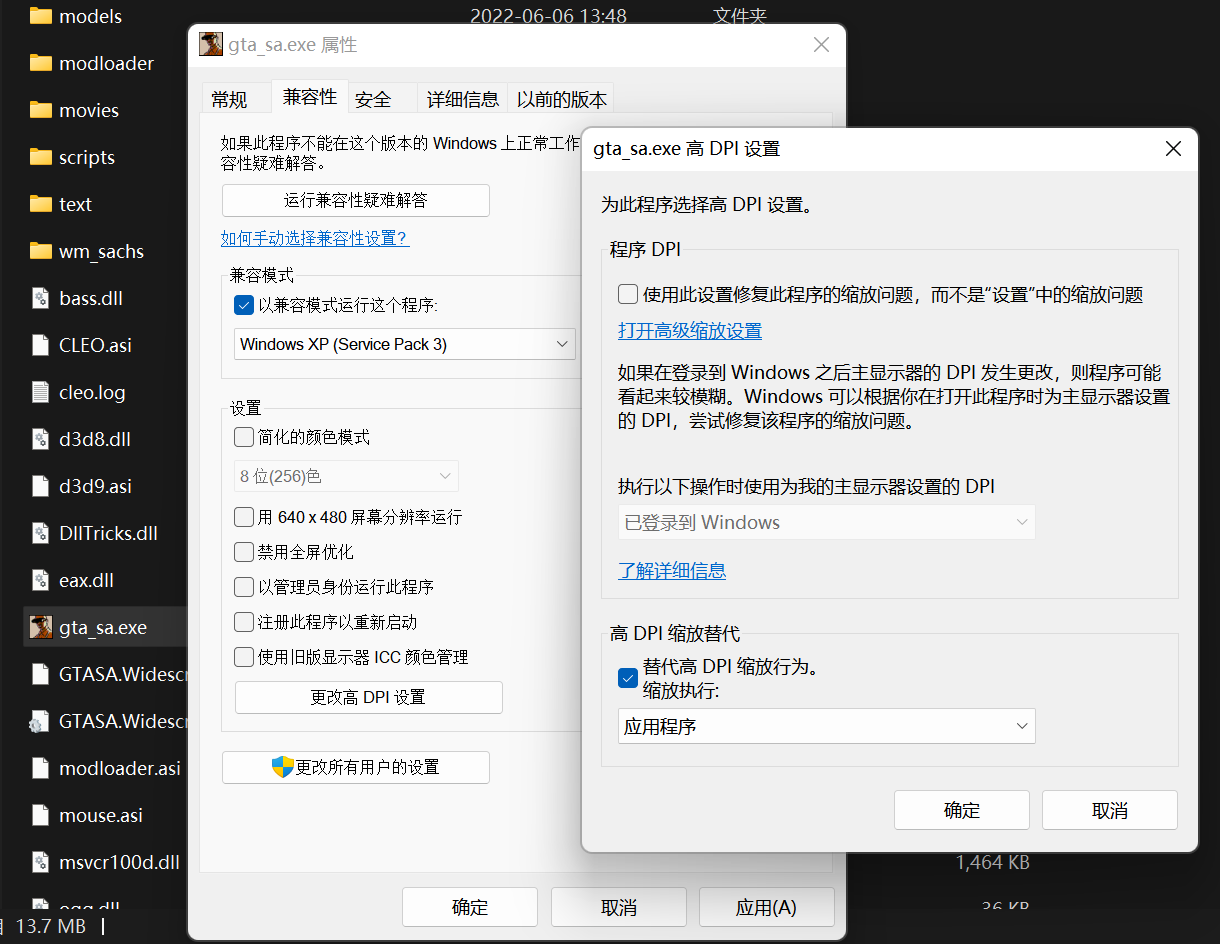 models
2022-06-06 13:48
文件夹
modloader
movies
scripts
text
wm_sachs
bass.dll
CLEO.asi
cleo.log
d3d8.dll
d3d9.asi
DllTricks.dll
eax.dll
gta_sa.exe
GTASA.Widescr
GTASA.Widescr
modloader.asi
mouse.asi
msvcr100d.dll
1,464 KB
ogg.dll
36 KB
13.7 MB
gta_sa.exe 属性
常规
兼容性
安全
详细信息
以前的版本
如果此程序不能在这个版本的 Windows 上正常工作
容性疑难解答。
运行兼容性疑难解答
如何手动选择兼容性设置?
兼容模式
以兼容模式运行这个程序:
Windows XP (Service Pack 3)
设置
简化的颜色模式
8 位(256)色
用 640 x 480 屏幕分辨率运行
禁用全屏优化
以管理员身份运行此程序
注册此程序以重新启动
使用旧版显示器 ICC 颜色管理
更改高 DPI 设置
更改所有用户的设置
确定
取消
应用(A)
gta_sa.exe 高 DPI 设置
为此程序选择高 DPI 设置。
程序 DPI
使用此设置修复此程序的缩放问题，而不是“设置”中的缩放问题
打开高级缩放设置
如果在登录到 Windows 之后主显示器的 DPI 发生更改，则程序可能
看起来较模糊。Windows 可以根据你在打开此程序时为主显示器设置
的 DPI，尝试修复该程序的缩放问题。
执行以下操作时使用为我的主显示器设置的 DPI
已登录到 Windows
了解详细信息
高 DPI 缩放替代
替代高 DPI 缩放行为。
缩放执行:
应用程序
确定
取消